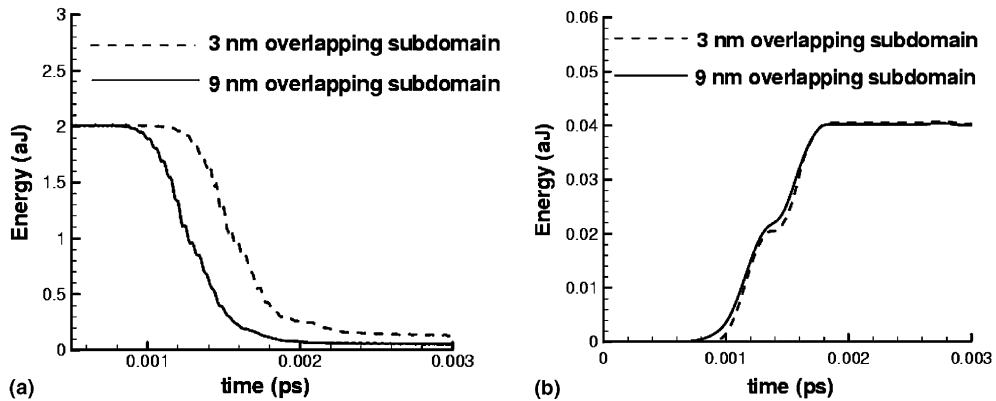 3
2.5
2
1.5
1
0.5
0
Energy (aJ)
3 nm overlapping subdomain
9 nm overlapping subdomain
0.001
0.002
0.003
time (ps)
(a)
0.06
0.05
0.04
0.03
0.02
0.01
0
Energy (aJ)
3 nm overlapping subdomain
9 nm overlapping subdomain
0
0.001
0.002
0.003
time (ps)
(b)